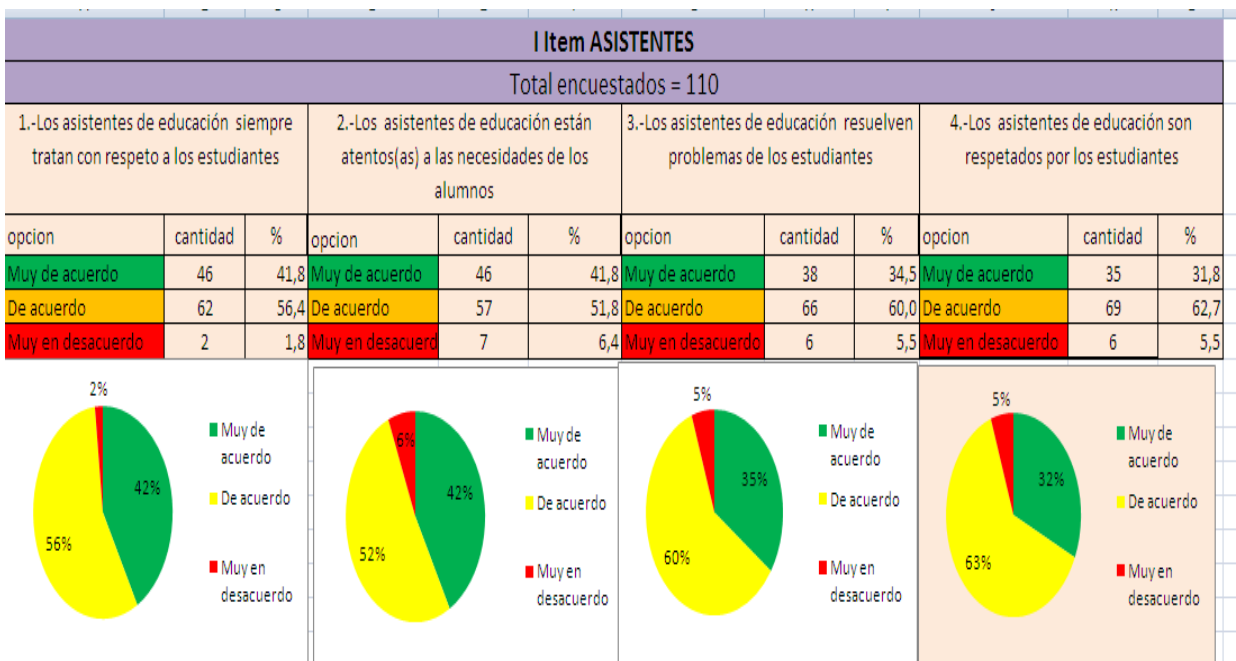 I Item ASISTENTES
Total encuestados = 110
1.-Los asistentes de educación siempre
tratan con respeto a los estudiantes
2.-Los asistentes de educación están
atentos(as) a las necesidades de los
alumnos
3.-Los asistentes de educación resuelven
problemas de los estudiantes
4.-Los asistentes de educación son
respetados por los estudiantes
opcion cantidad % opcion cantidad % opcion cantidad % opcion cantidad %
Muy de acuerdo 46 41,8 Muy de acuerdo 46 41,8 Muy de acuerdo 38 34,5 Muy de acuerdo 35 31,8
De acuerdo 62 56,4 De acuerdo 57 51,8 De acuerdo 66 60,0 De acuerdo 69 62,7
Muy en desacuerdo 2 1,8 Muy en desacuerd 7 6,4 Muy en desacuerdo 6 5,5 Muy en desacuerdo 6 5,5
2%
42%
56%
Muy de
acuerdo
De acuerdo
Muy en
desacuerdo
6%
42%
52%
Muy de
acuerdo
De acuerdo
Muy en
desacuerdo
5%
35%
60%
Muy de
acuerdo
De acuerdo
Muy en
desacuerdo
5%
32%
63%
Muy de
acuerdo
De acuerdo
Muy en
desacuerdo